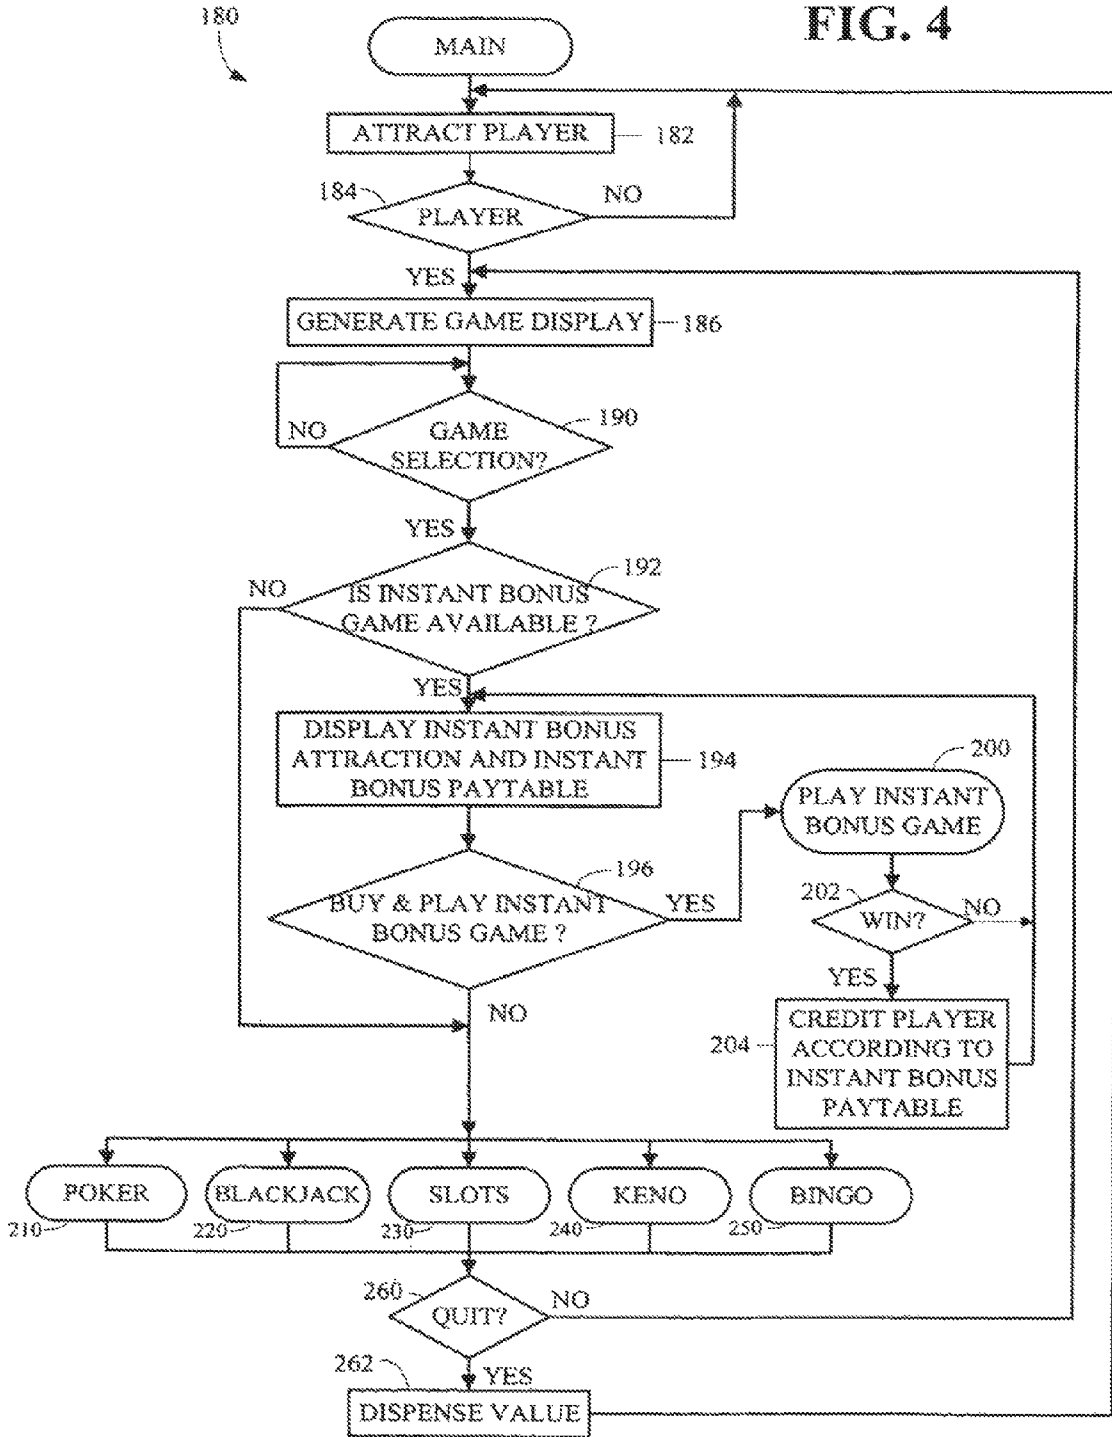 FIG. 4
180
MAIN
ATTRACT PLAYER
182
184
PLAYER
NO
YES
GENERATE GAME DISPLAY
186
190
NO
GAME
SELECTION?
YES
192
NO
IS INSTANT BONUS
GAME AVAILABLE ?
YES
DISPLAY INSTANT BONUS
ATTRACTION AND INSTANT
BONUS PAYTABLE
194
200
PLAY INSTANT
BONUS GAME
196
BUY & PLAY INSTANT
BONUS GAME ?
YES
202
WIN?
NO
YES
NO
204
CREDIT PLAYER
ACCORDING TO
INSTANT BONUS
PAYTABLE
POKER
BLACKJACK
SLOTS
KENO
BINGO
210
220
230
240
250
260
QUIT?
NO
YES
262
DISPENSE VALUE